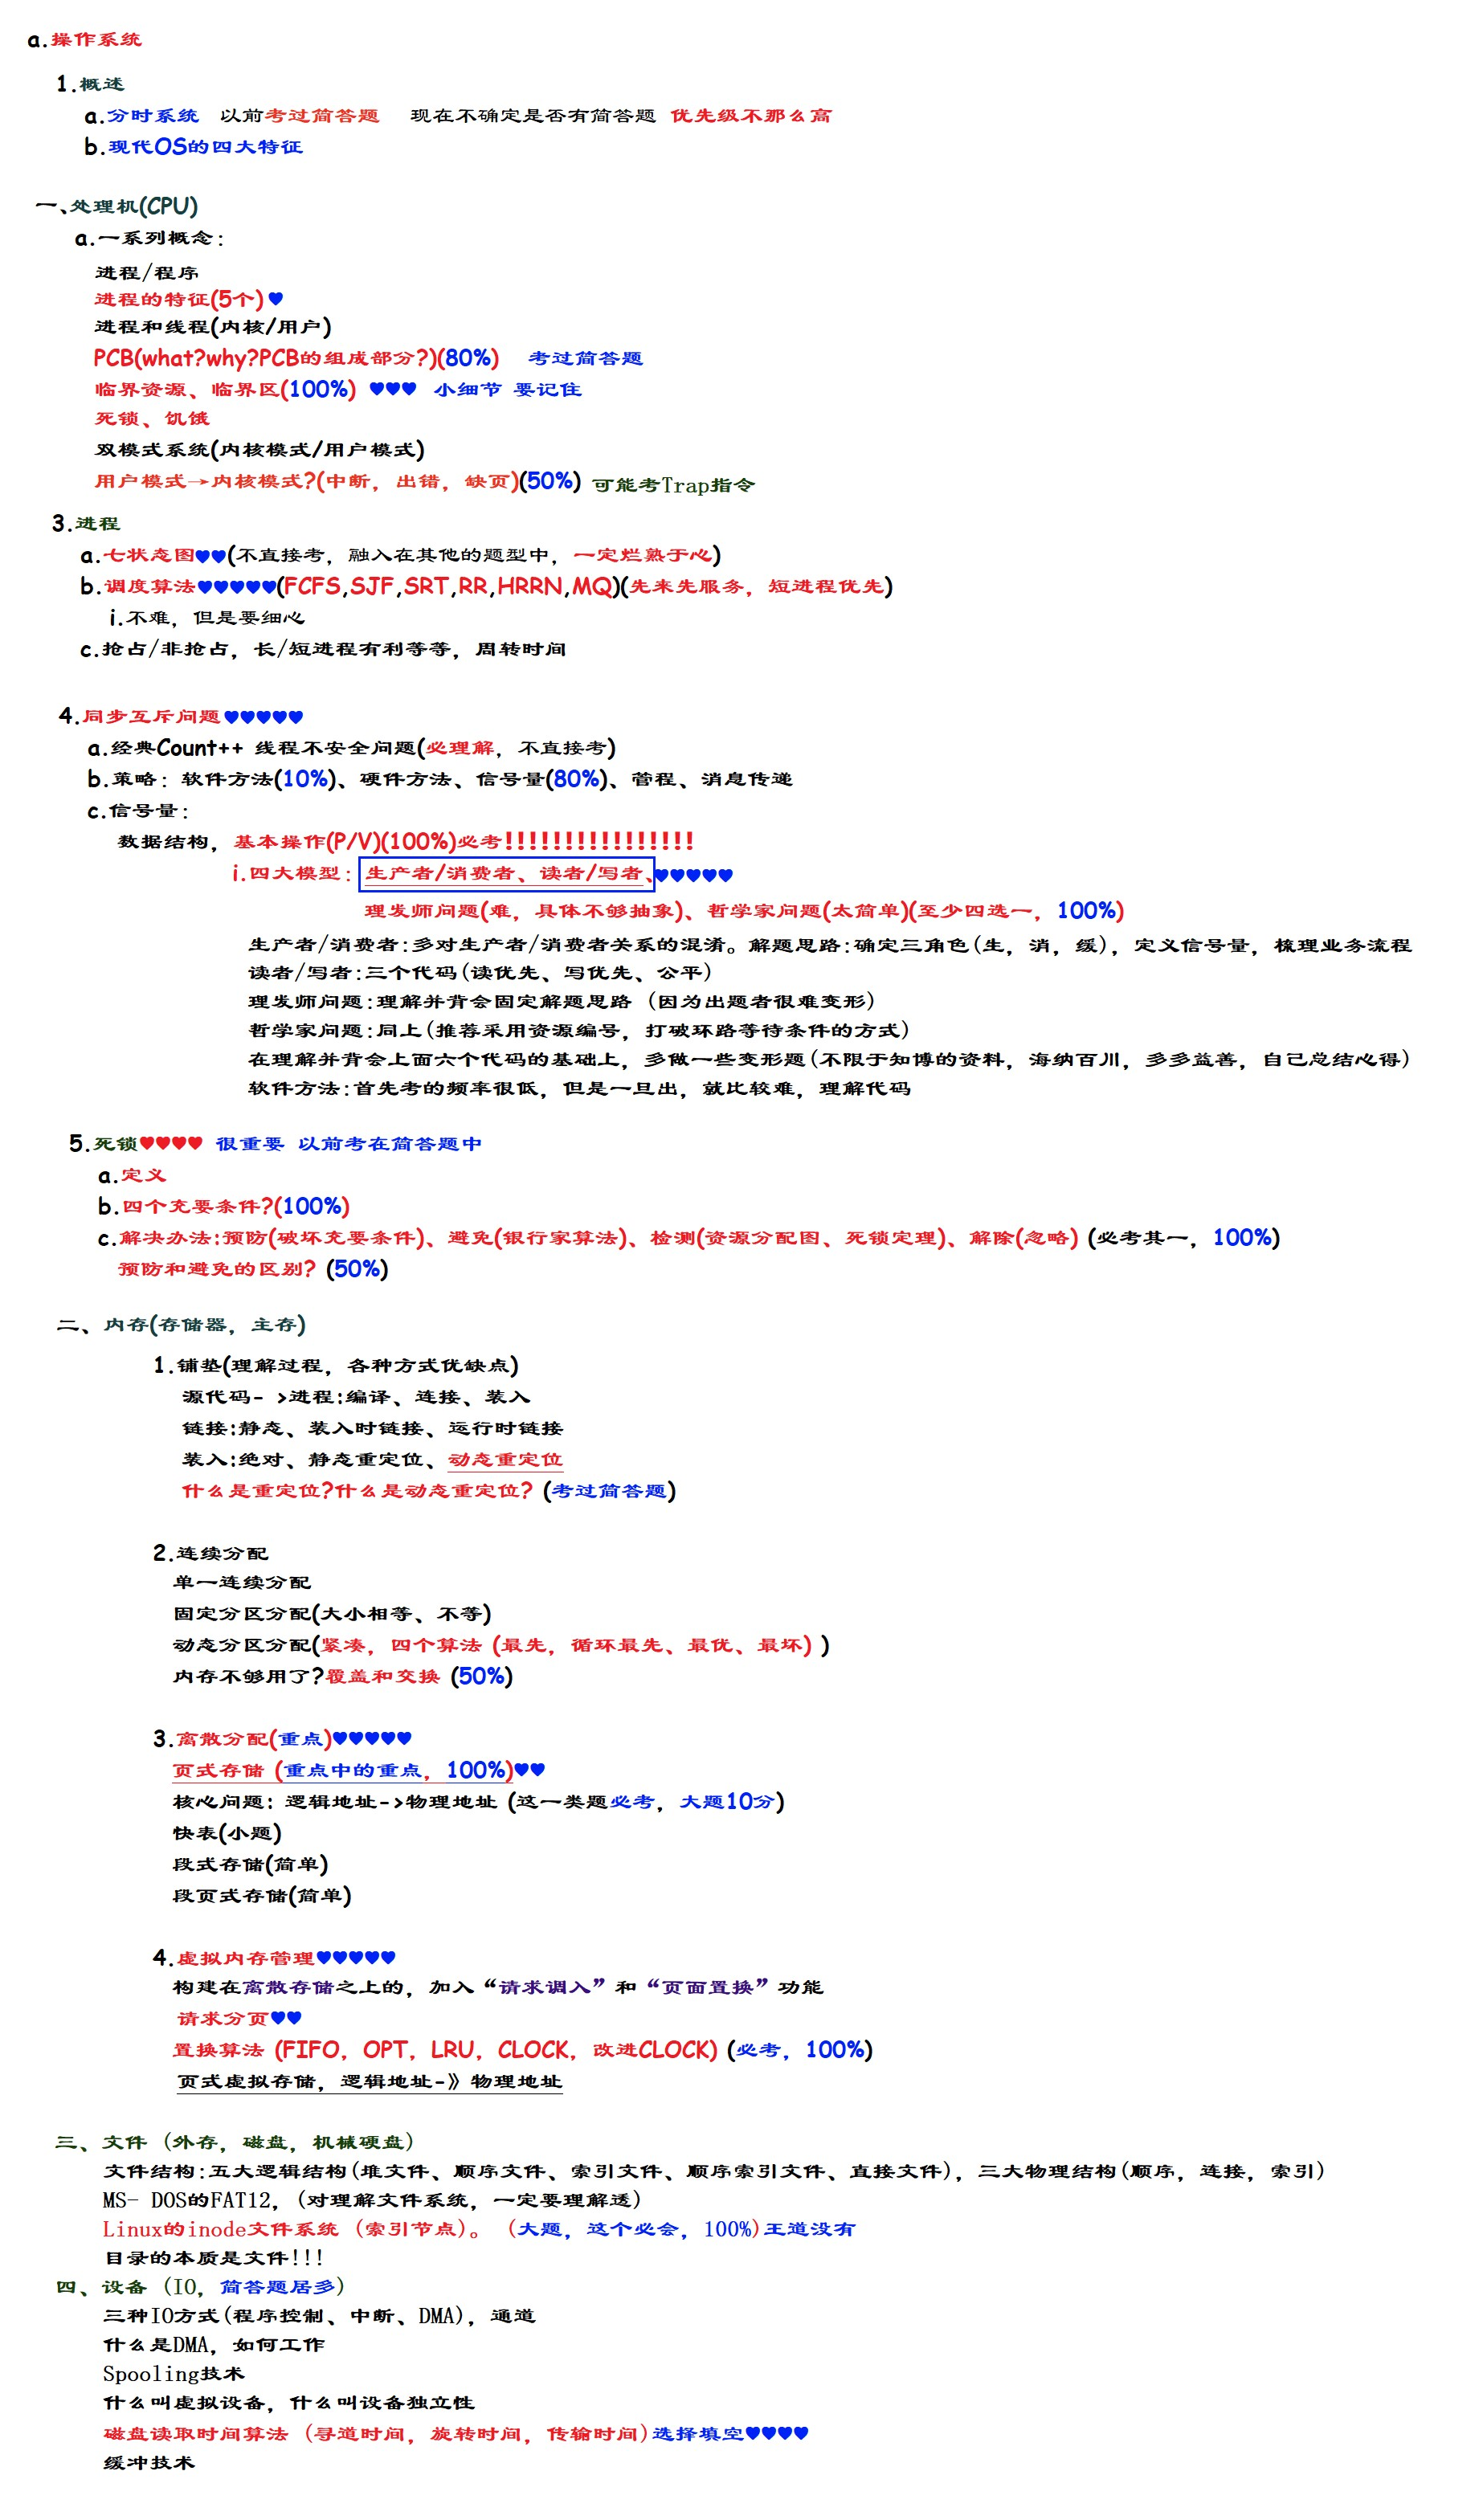 a.操作系统
1.概述
a.分时系统 以前考过简答题 现在不确定是否有简答题 优先级不那么高
b.现代OS的四大特征
一、处理机(CPU)
a.一系列概念：
进程/程序
进程的特征(5个)♥
进程和线程(内核/用户)
PCB(what?why?PCB的组成部分?)(80%) 考过简答题
临界资源、临界区(100%) ♥♥♥ 小细节 要记住
死锁、饥饿
双模式系统(内核模式/用户模式)
用户模式→内核模式?(中断，出错，缺页)(50%) 可能考Trap指令
3.进程
a.七状态图♥♥(不直接考，融入在其他的题型中，一定烂熟于心)
b.调度算法♥♥♥♥♥(FCFS,SJF,SRT,RR,HRRN,MQ)(先来先服务，短进程优先)
i.不难，但是要细心
c.抢占/非抢占，长/短进程有利等等，周转时间
4.同步互斥问题♥♥♥♥♥
a.经典Count++ 线程不安全问题(必理解，不直接考)
b.策略：软件方法(10%)、硬件方法、信号量(80%)、管程、消息传递
c.信号量：
数据结构，基本操作(P/V)(100%)必考!!!!!!!!!!!!!!!!
i.四大模型：生产者/消费者、读者/写者、♥♥♥♥♥
理发师问题(难，具体不够抽象)、哲学家问题(太简单)(至少四选一，100%)
生产者/消费者:多对生产者/消费者关系的混淆。解题思路:确定三角色(生，消，缓)，定义信号量，梳理业务流程
读者/写者:三个代码(读优先、写优先、公平)
理发师问题:理解并背会固定解题思路 (因为出题者很难变形)
哲学家问题:同上(推荐采用资源编号，打破环路等待条件的方式)
在理解并背会上面六个代码的基础上，多做一些变形题(不限于知博的资料，海纳百川，多多益善，自己总结心得)
软件方法:首先考的频率很低，但是一旦出，就比较难，理解代码
5.死锁♥♥♥♥ 很重要 以前考在简答题中
a.定义
b.四个充要条件?(100%)
c.解决办法:预防(破坏充要条件)、避免(银行家算法)、检测(资源分配图、死锁定理)、解除(忽略) (必考其一，100%)
预防和避免的区别? (50%)
二、内存(存储器，主存)
1.铺垫(理解过程，各种方式优缺点)
源代码- >进程:编译、连接、装入
链接:静态、装入时链接、运行时链接
装入:绝对、静态重定位、动态重定位
什么是重定位?什么是动态重定位? (考过简答题)
2.连续分配
单一连续分配
固定分区分配(大小相等、不等)
动态分区分配(紧凑，四个算法 (最先，循环最先、最优、最坏) )
内存不够用了?覆盖和交换 (50%)
3.离散分配(重点)♥♥♥♥♥
页式存储 (重点中的重点，100%)♥♥
核心问题: 逻辑地址->物理地址 (这一类题必考，大题10分)
快表(小题)
段式存储(简单)
段页式存储(简单)
4.虚拟内存管理♥♥♥♥♥
构建在离散存储之上的，加入“请求调入”和“页面置换”功能
请求分页♥♥
置换算法 (FIFO，OPT，LRU，CLOCK，改进CLOCK) (必考，100%)
页式虚拟存储，逻辑地址-》物理地址
三、文件 (外存，磁盘，机械硬盘)
文件结构:五大逻辑结构(堆文件、顺序文件、索引文件、顺序索引文件、直接文件)，三大物理结构(顺序，连接，索引)
MS- DOS的FAT12，(对理解文件系统，一定要理解透)
Linux的inode文件系统 (索引节点)。 (大题，这个必会，100%)王道没有
目录的本质是文件!!!
四、设备 (IO，简答题居多)
三种IO方式(程序控制、中断、DMA)，通道
什么是DMA，如何工作
Spooling技术
什么叫虚拟设备，什么叫设备独立性
磁盘读取时间算法 (寻道时间，旋转时间，传输时间)选择填空♥♥♥♥
缓冲技术